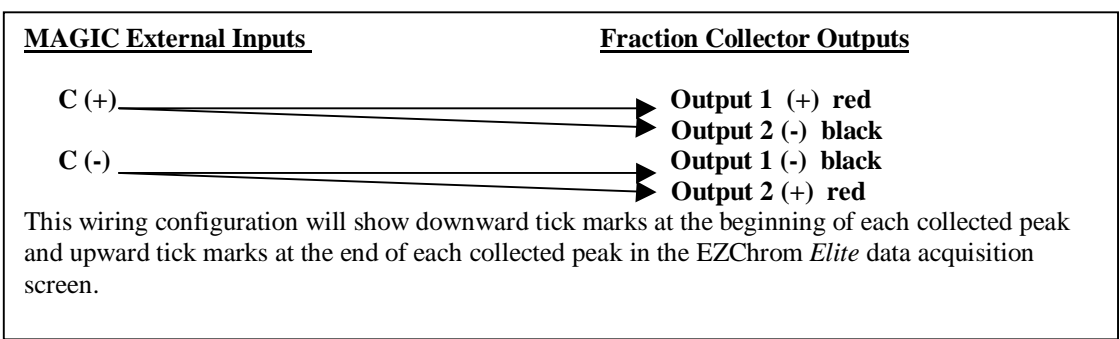 MAGIC External Inputs Fraction Collector Outputs
C (+) Output 1 (+) red
Output 2 (-) black
C (-) Output 1 (-) black
Output 2 (+) red
This wiring configuration will show downward tick marks at the beginning of each collected peak
and upward tick marks at the end of each collected peak in the EZChrom Elite data acquisition
screen.